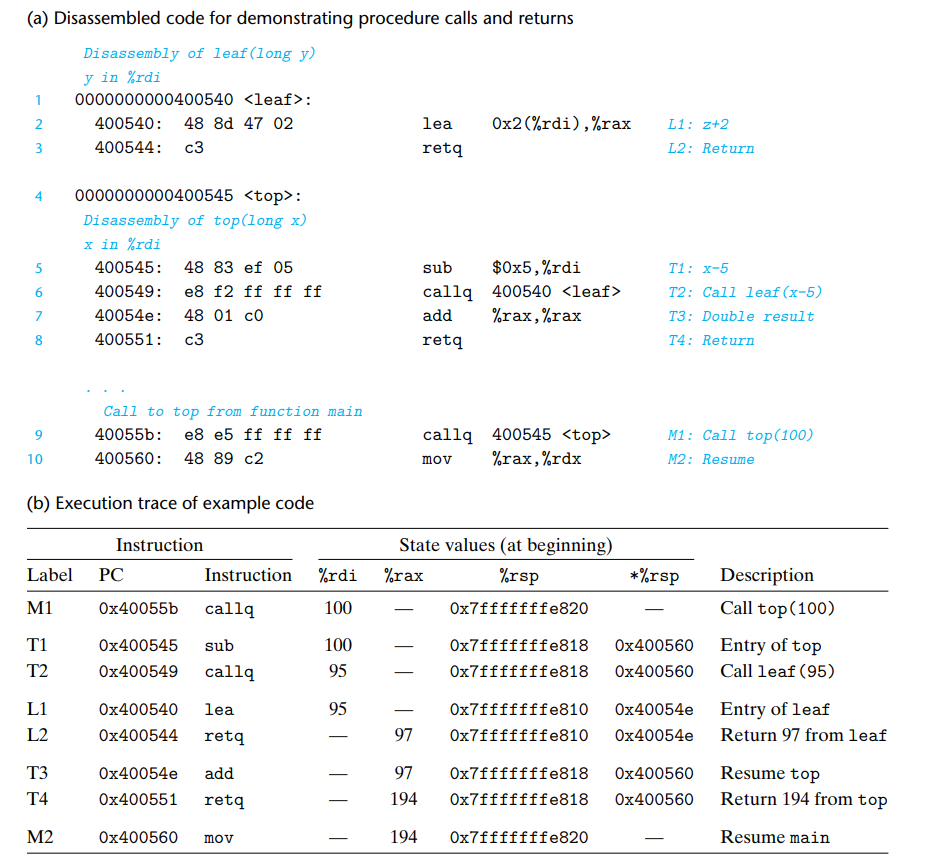 (a) Disassembled code for demonstrating procedure calls and returns
Disassembly of leaf(long y)
y in %rdi
1 0000000000400540 <leaf>:
2 400540: 48 8d 47 02 lea 0x2(%rdi),%rax L1: z+2
3 400544: c3 retq L2: Return
4 0000000000400545 <top>:
Disassembly of top(long x)
x in %rdi
5 400545: 48 83 ef 05 sub $0x5,%rdi T1: x-5
6 400549: e8 f2 ff ff ff callq 400540 <leaf> T2: Call leaf(x-5)
7 40054e: 48 01 c0 add %rax,%rax T3: Double result
8 400551: c3 retq T4: Return
. . .
Call to top from function main
9 40055b: e8 e5 ff ff ff callq 400545 <top> M1: Call top(100)
10 400560: 48 89 c2 mov %rax,%rdx M2: Resume
(b) Execution trace of example code
Instruction State values (at beginning)
Label PC Instruction %rdi %rax %rsp *%rsp Description
M1 0x40055b callq 100 — 0x7fffffffe820 — Call top(100)
T1 0x400545 sub 100 — 0x7fffffffe818 0x400560 Entry of top
T2 0x400549 callq 95 — 0x7fffffffe818 0x400560 Call leaf(95)
L1 0x400540 lea 95 — 0x7fffffffe810 0x40054e Entry of leaf
L2 0x400544 retq — 97 0x7fffffffe810 0x40054e Return 97 from leaf
T3 0x40054e add — 97 0x7fffffffe818 0x400560 Resume top
T4 0x400551 retq — 194 0x7fffffffe818 0x400560 Return 194 from top
M2 0x400560 mov — 194 0x7fffffffe820 — Resume main